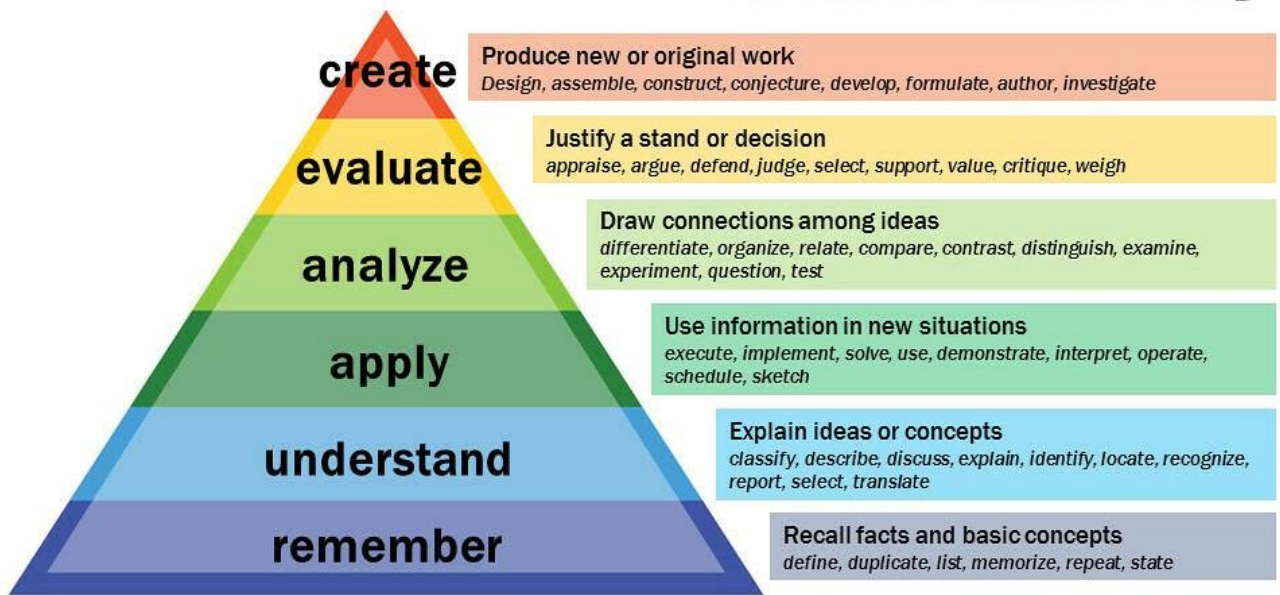 create
Produce new or original work
Design, assemble, construct, conjecture, develop, formulate, author, investigate
evaluate
Justify a stand or decision
appraise, argue, defend, judge, select, support, value, critique, weigh
analyze
Draw connections among ideas
differentiate, organize, relate, compare, contrast, distinguish, examine,
experiment, question, test
apply
Use information in new situations
execute, implement, solve, use, demonstrate, interpret, operate,
schedule, sketch
understand
Explain ideas or concepts
classify, describe, discuss, explain, identify, locate, recognize,
report, select, translate
remember
Recall facts and basic concepts
define, duplicate, list, memorize, repeat, state